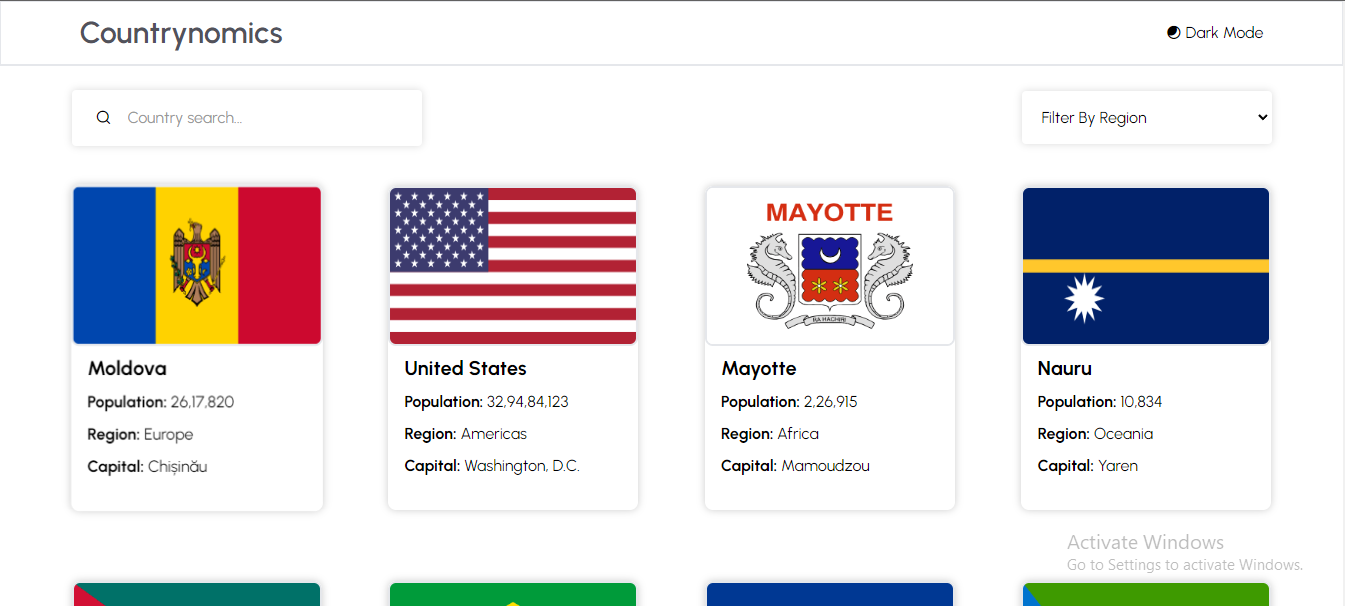 Countrynomics
Dark Mode
Country search...
Filter By Region
MAYOTTE
RA HACHIRI
Moldova
Population: 26,17,820
Region: Europe
Capital: Chișinău
United States
Population: 32,94,84,123
Region: Americas
Capital: Washington, D.C.
Mayotte
Population: 2,26,915
Region: Africa
Capital: Mamoudzou
Nauru
Population: 10,834
Region: Oceania
Capital: Yaren
Activate Windows
Go to Settings to activate Windows.